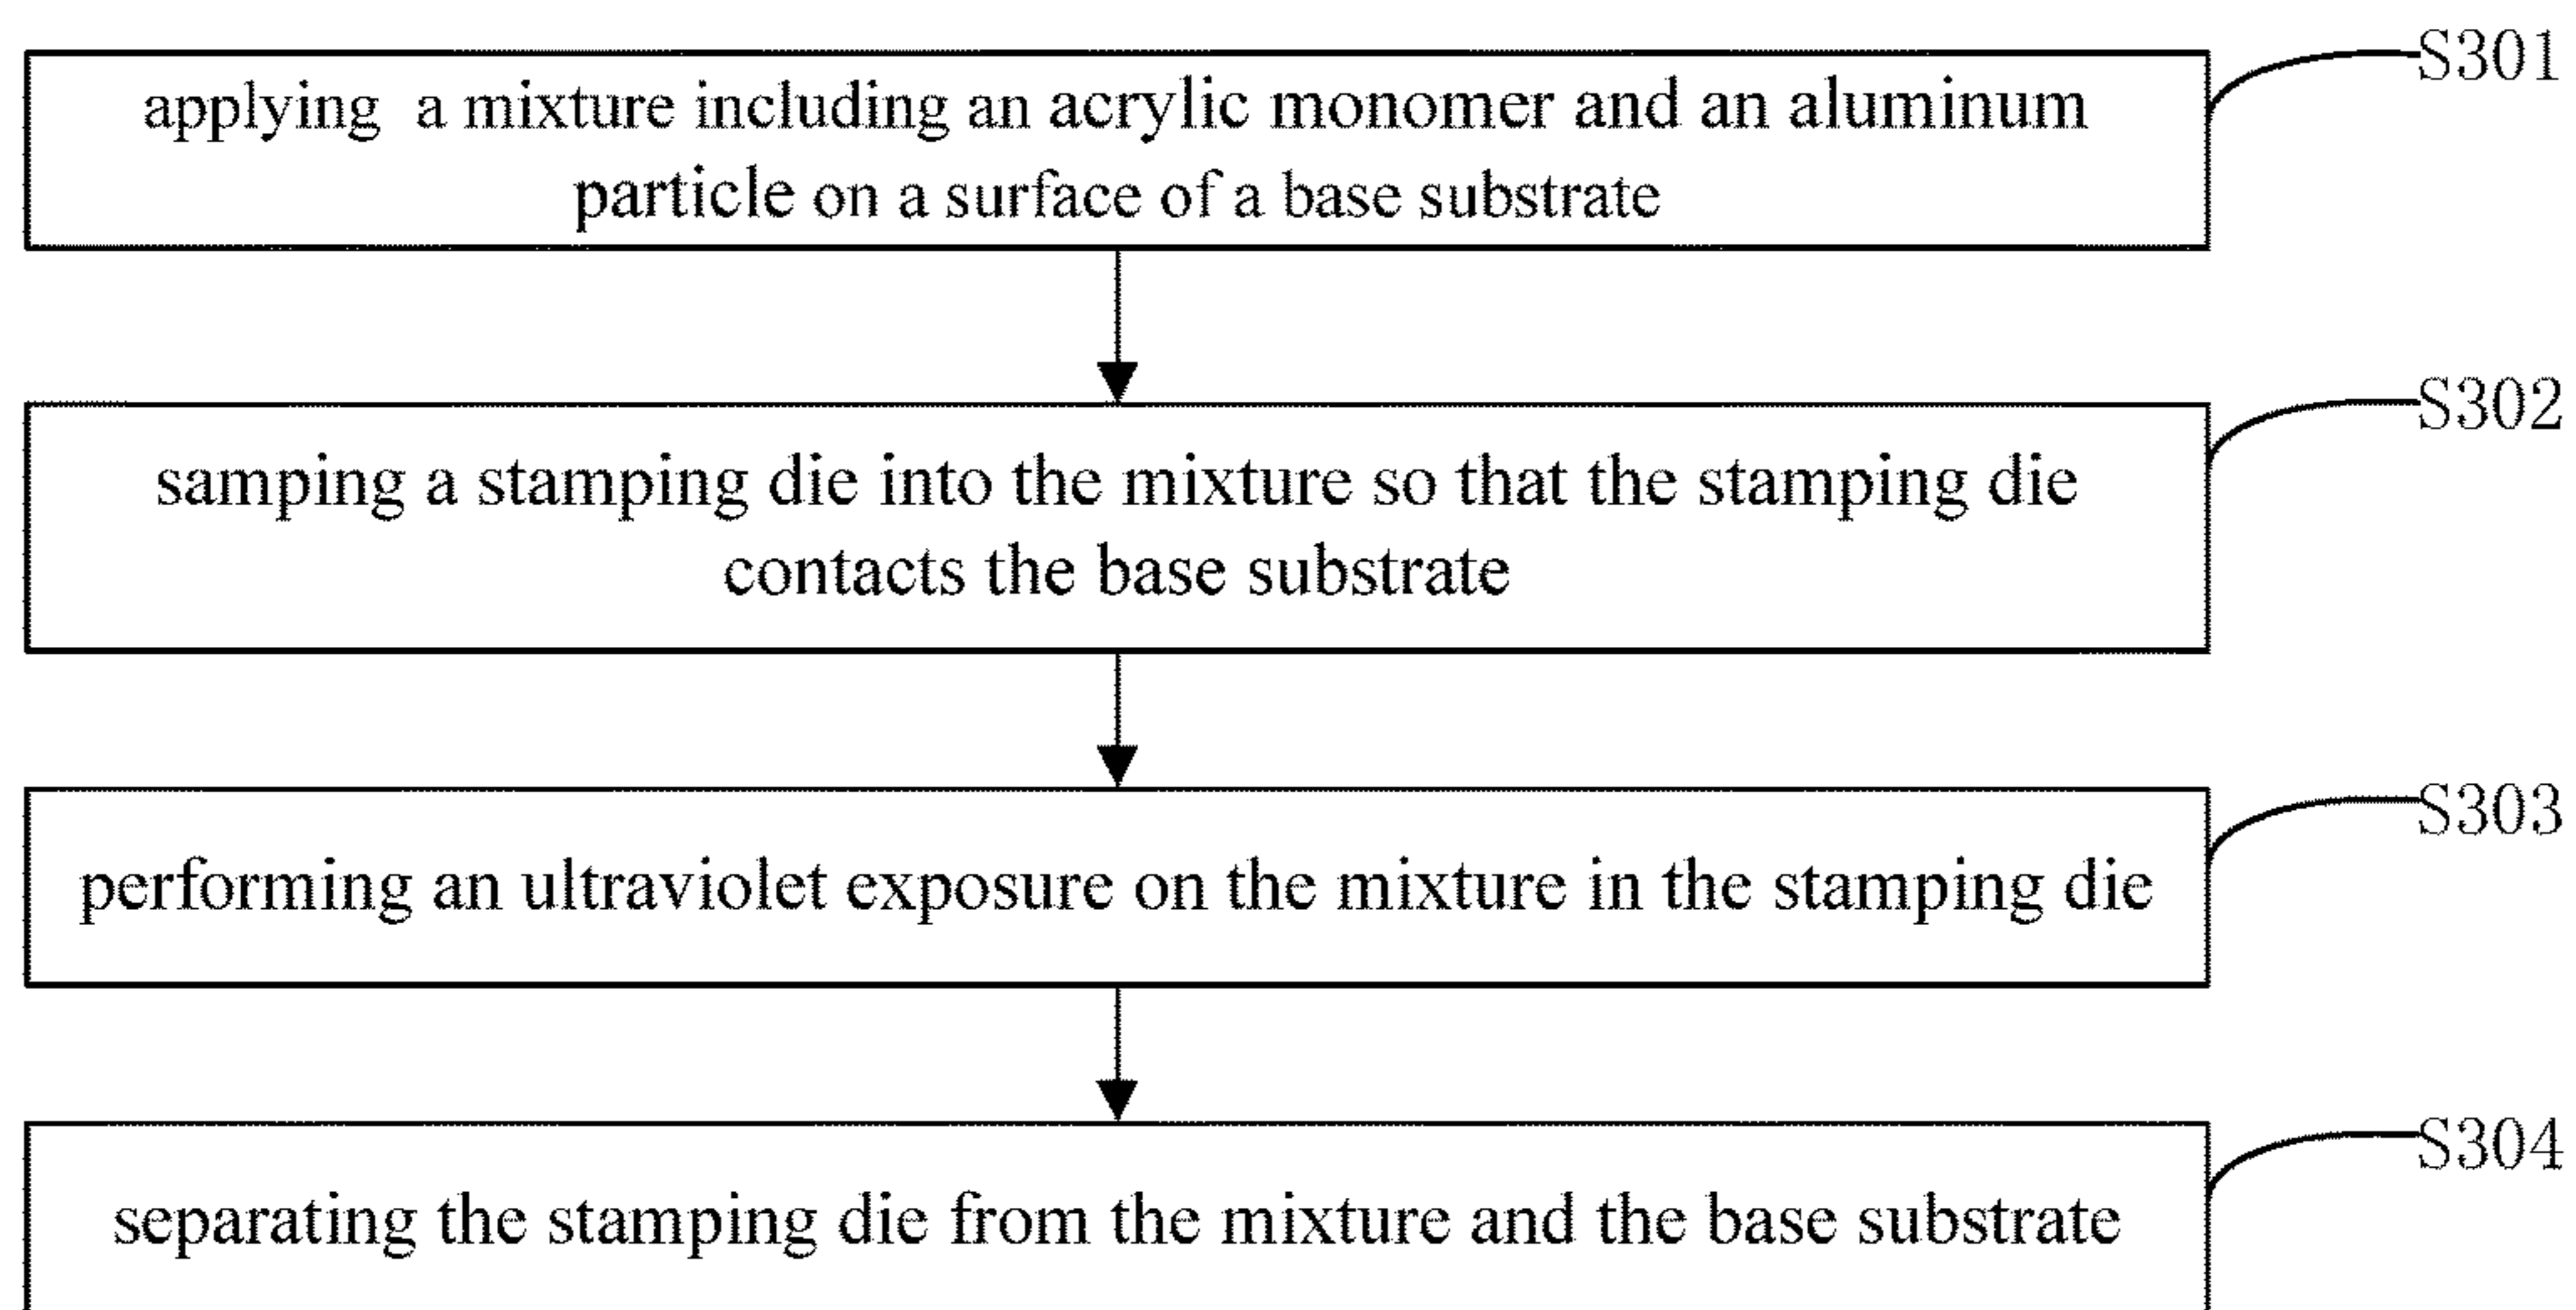 S301
applying a mixture including an acrylic monomer and an aluminum
particle on a surface of a base substrate
S302
samping a stamping die into the mixture so that the stamping die
contacts the base substrate
S303
performing an ultraviolet exposure on the mixture in the stamping die
S304
separating the stamping die from the mixture and the base substrate